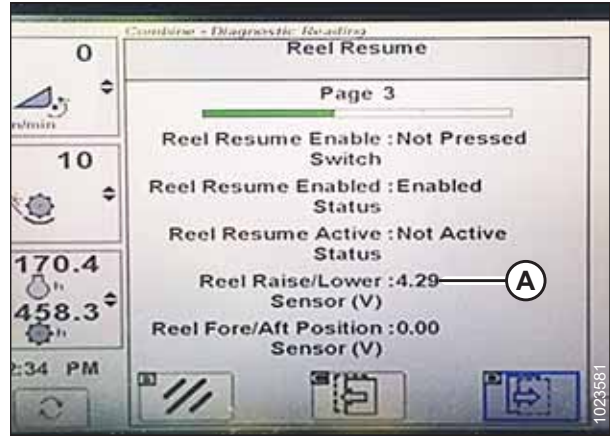 Combine - Diagnostic Reading
Reel Resume
0
n/min
10
170.4
h
458.3
h
2:34 PM
Page 3
Reel Resume Enable :Not Pressed
Switch
Reel Resume Enabled :Enabled
Status
Reel Resume Active :Not Active
Status
Reel Raise/Lower :4.29
Sensor (V)
Reel Fore/Aft Position :0.00
Sensor (V)
A
1023581